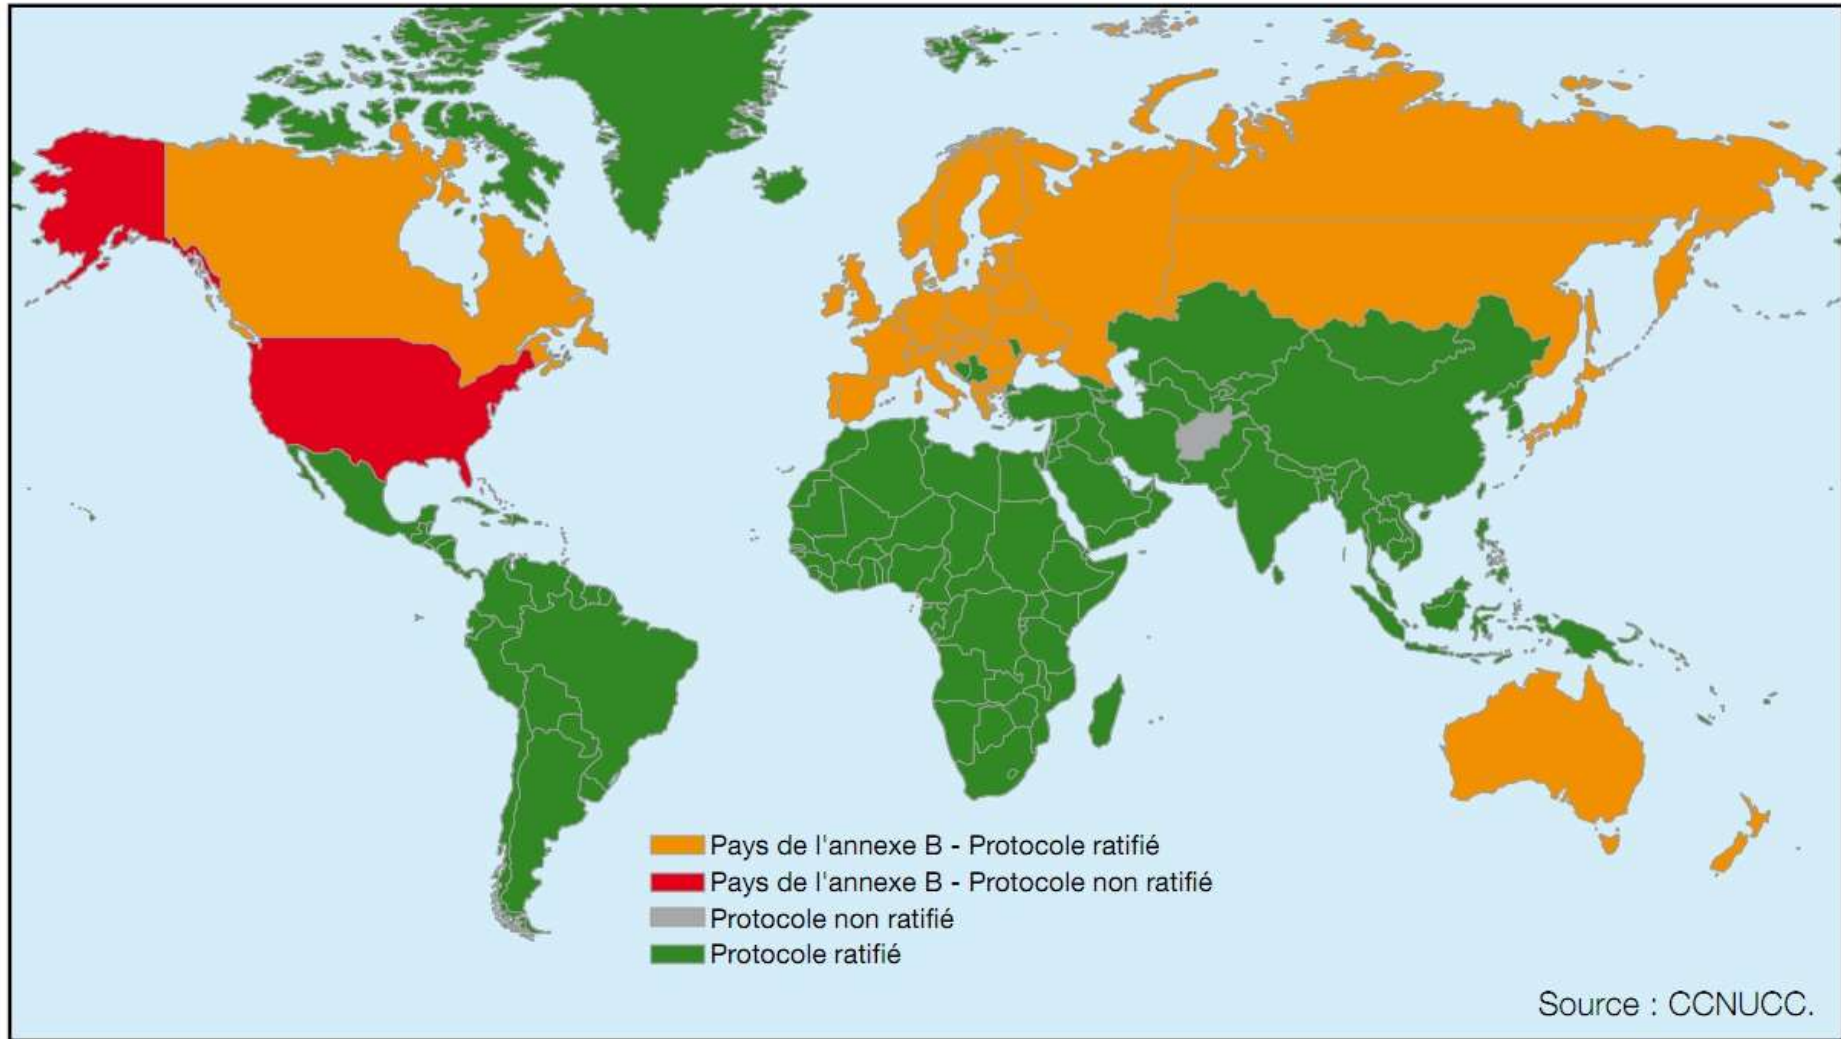 Pays de l'annexe B - Protocole ratifié
Pays de l'annexe B - Protocole non ratifié
Protocole non ratifié
Protocole ratifié
Source : CCNUCC.